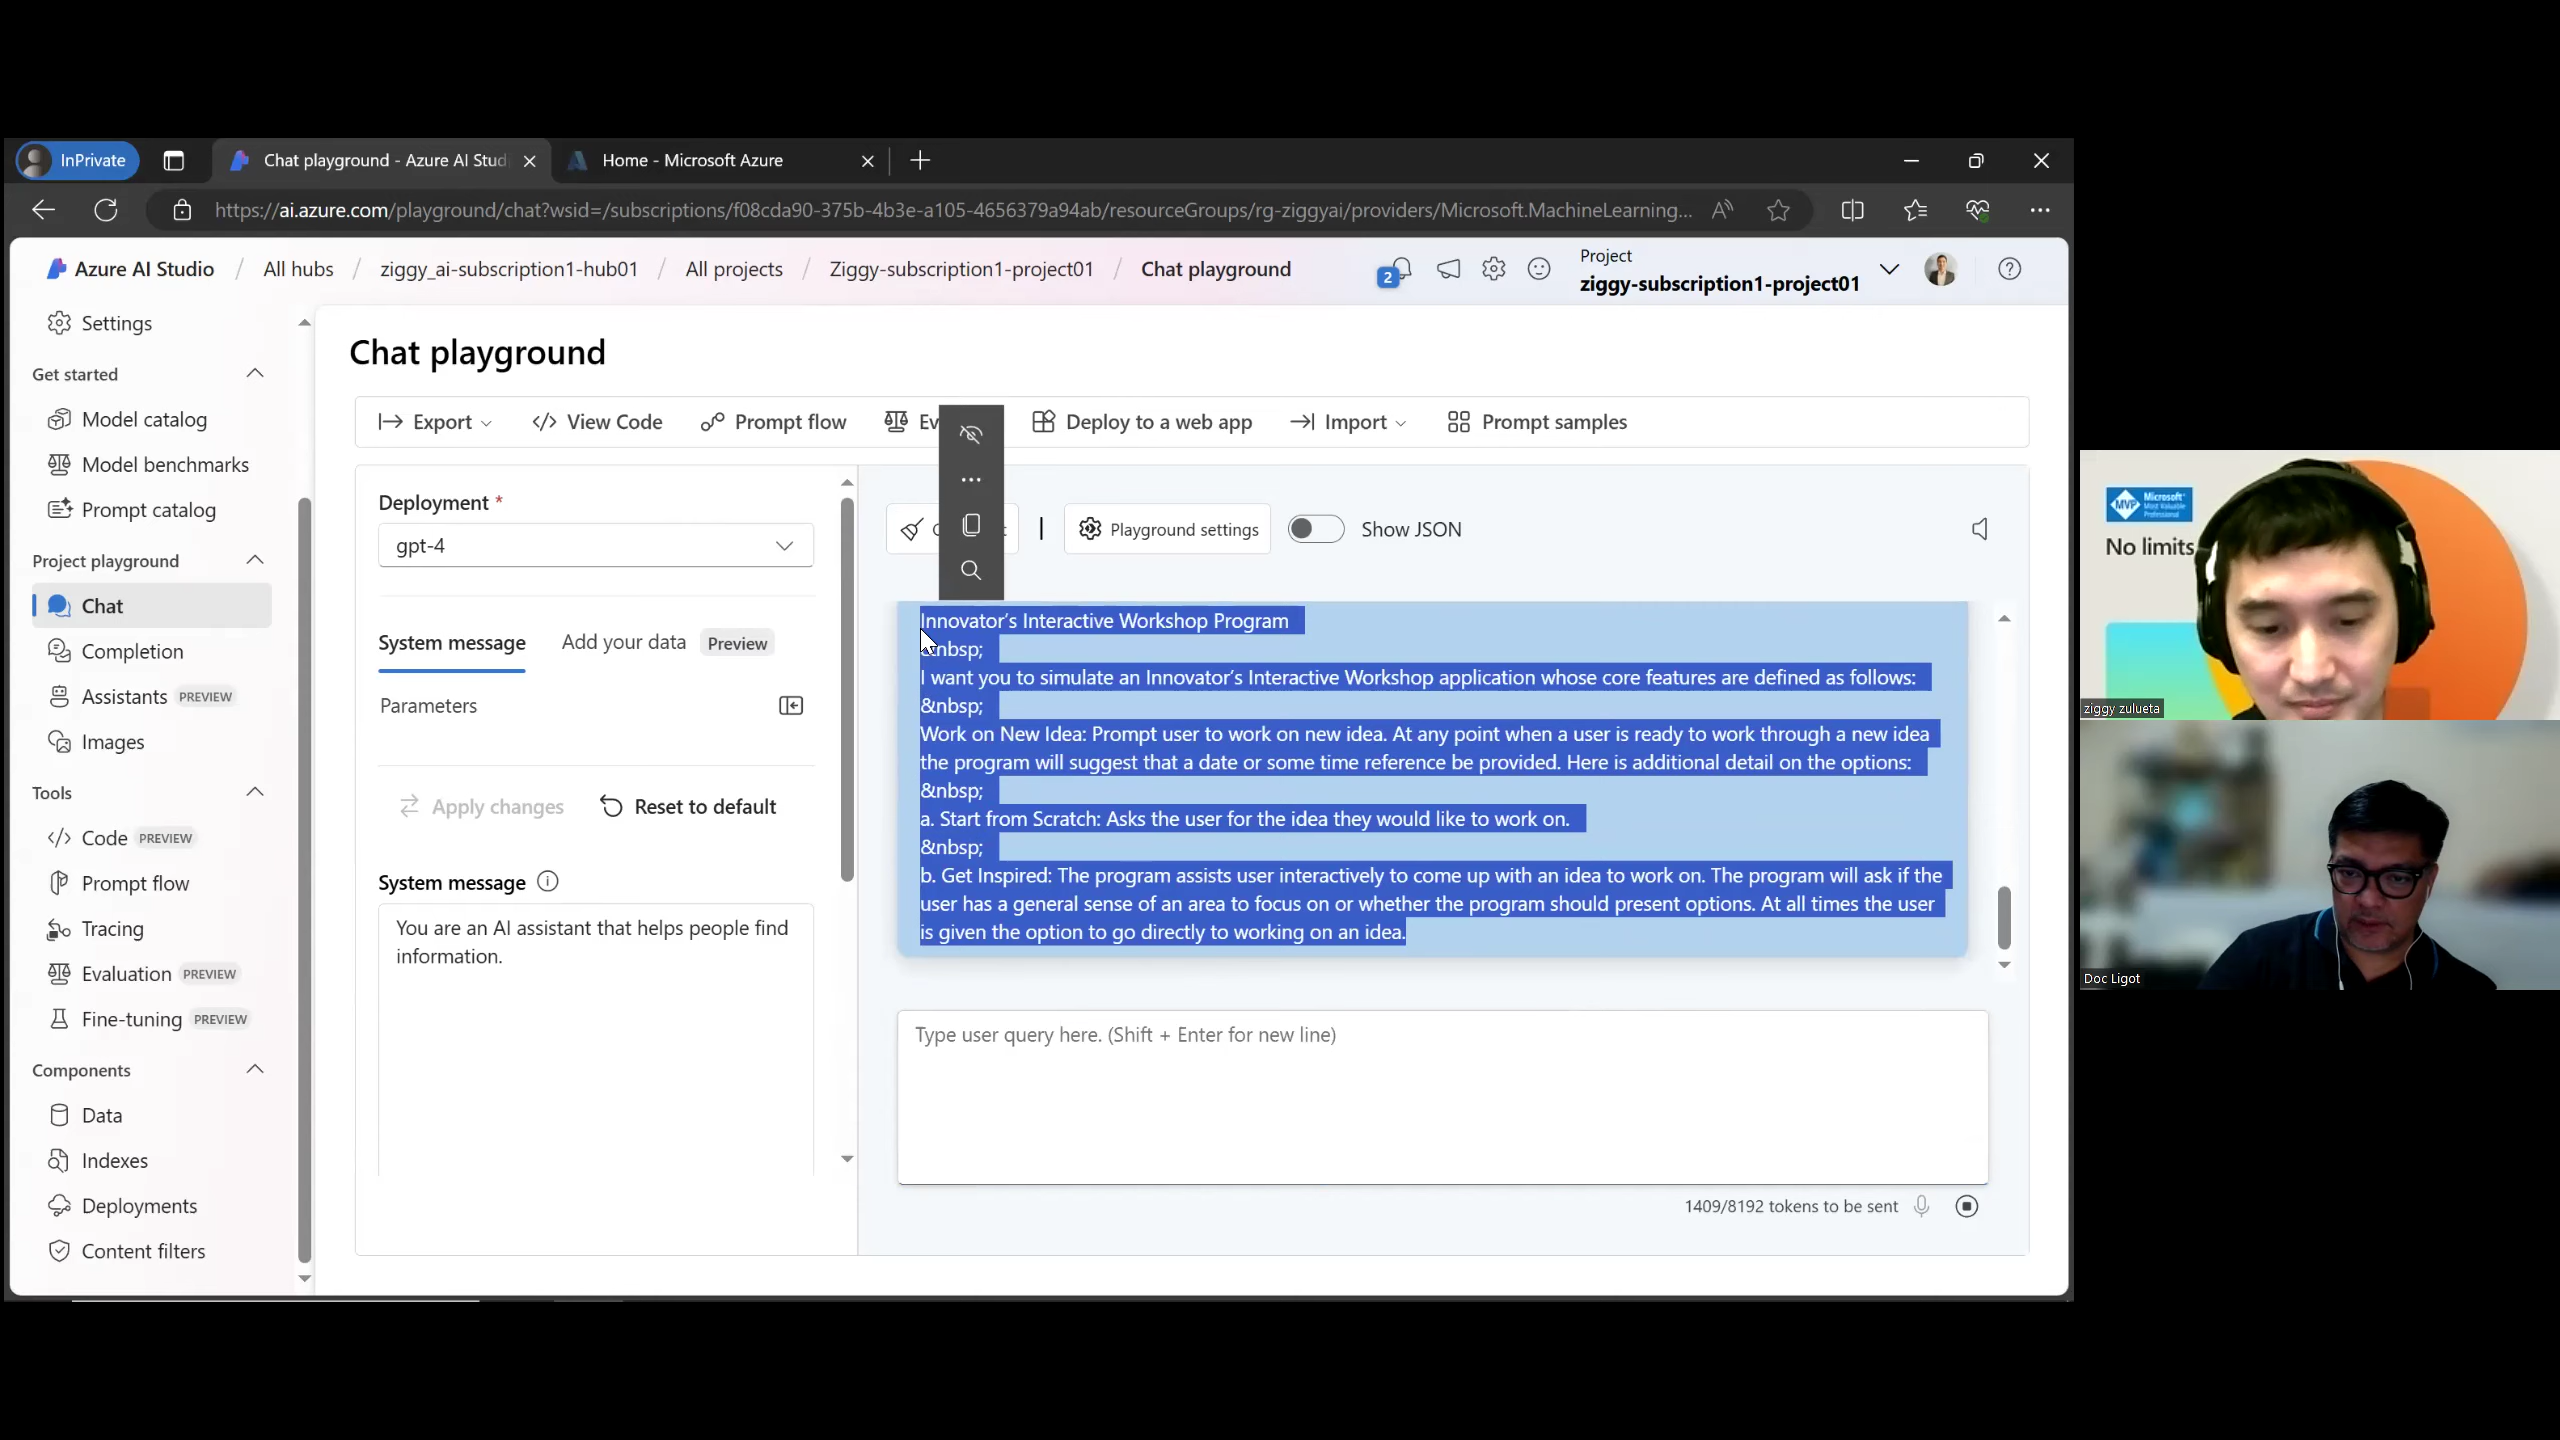 InPrivate
Chat playground - Azure AI Stud
Home - Microsoft Azure
https://ai.azure.com/playground/chat?wsid=/subscriptions/f08cda90-375b-4b3e-a105-4656379a94ab/resourceGroups/rg-ziggyai/providers/Microsoft.MachineLearning...
Azure AI Studio / All hubs / ziggy_ai-subscription1-hub01 / All projects / Ziggy-subscription1-project01 / Chat playground
2
Project
ziggy-subscription1-project01
Settings
Get started
Model catalog
Model benchmarks
Prompt catalog
Project playground
Chat
Completion
Assistants PREVIEW
Images
Tools
Code PREVIEW
Prompt flow
Tracing
Evaluation PREVIEW
Fine-tuning PREVIEW
Components
Data
Indexes
Deployments
Content filters
Chat playground
Export
View Code
Prompt flow
Ev
Deploy to a web app
Import
Prompt samples
Deployment *
gpt-4
System message
Add your data Preview
Parameters
Apply changes
Reset to default
System message
You are an AI assistant that helps people find
information.
Playground settings
Show JSON
Innovator's Interactive Workshop Program
&nbsp;
I want you to simulate an Innovator's Interactive Workshop application whose core features are defined as follows:
&nbsp;
Work on New Idea: Prompt user to work on new idea. At any point when a user is ready to work through a new idea
the program will suggest that a date or some time reference be provided. Here is additional detail on the options:
&nbsp;
a. Start from Scratch: Asks the user for the idea they would like to work on.
&nbsp;
b. Get Inspired: The program assists user interactively to come up with an idea to work on. The program will ask if the
user has a general sense of an area to focus on or whether the program should present options. At all times the user
is given the option to go directly to working on an idea.
Type user query here. (Shift + Enter for new line)
1409/8192 tokens to be sent
MVP Microsoft
Most Valuable
Professional
No limits
ziggy zulueta
Doc Ligot